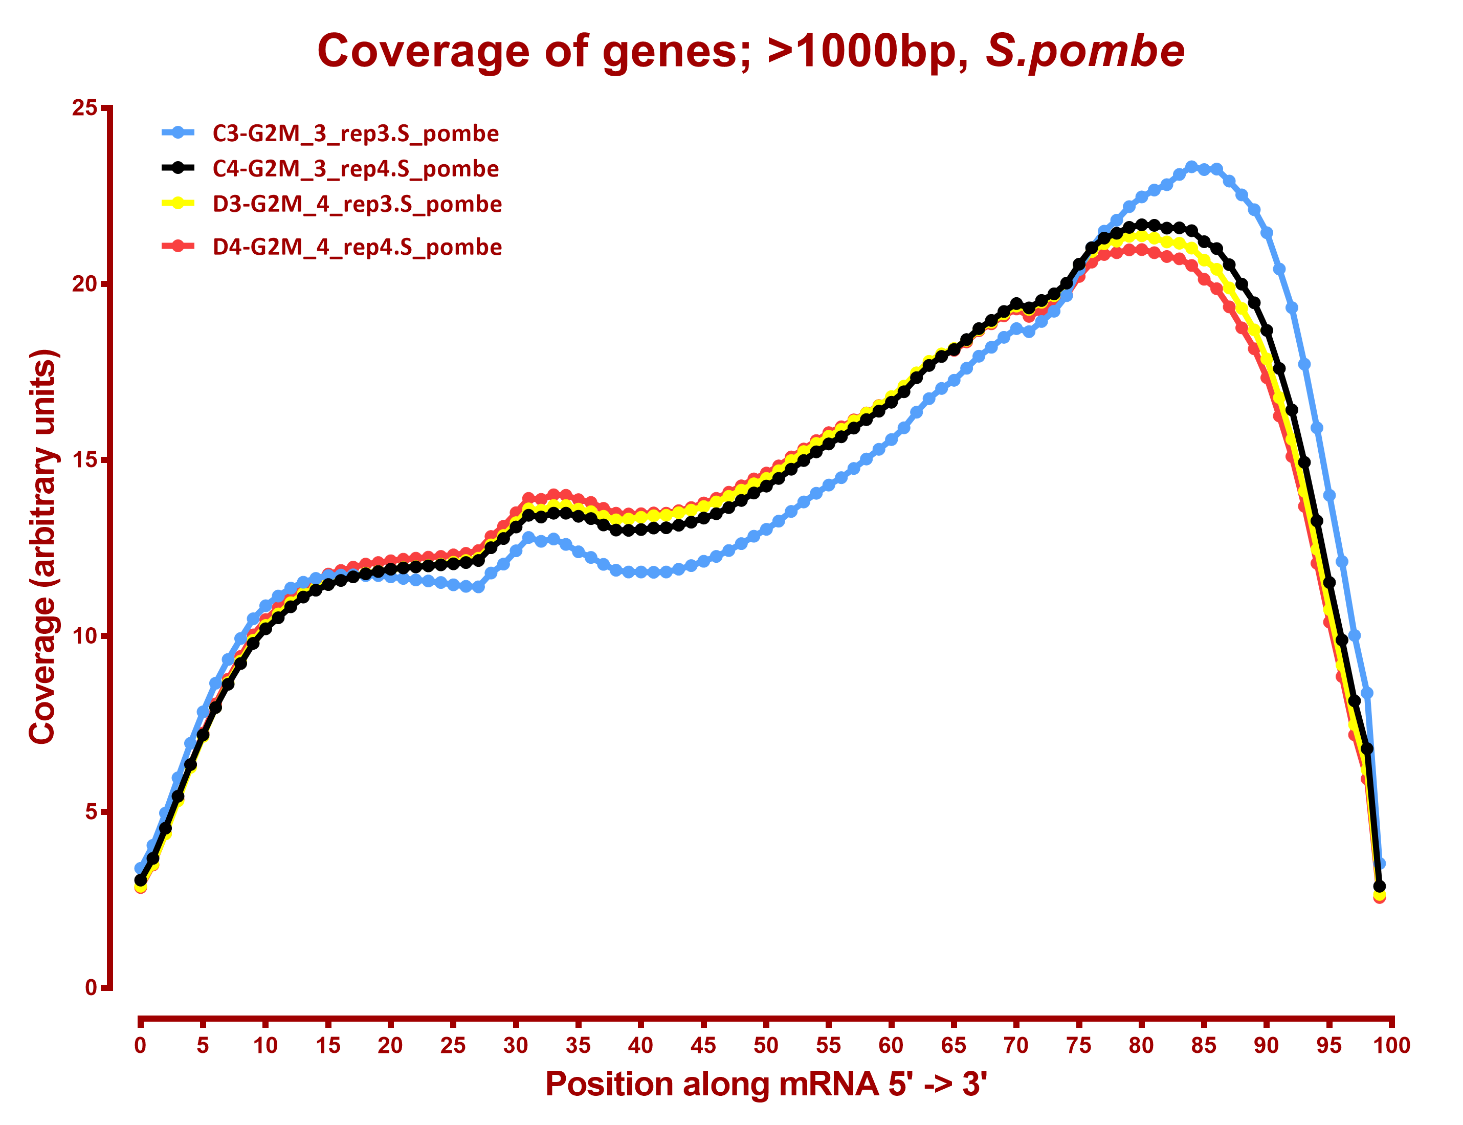 Coverage of genes; >1000bp, S.pombe
25
C3-G2M_3_rep3.S_pombe
C4-G2M_3_rep4.S_pombe
D3-G2M_4_rep3.S_pombe
D4-G2M_4_rep4.S_pombe
20
15
10
5
0
Coverage (arbitrary units)
0 5 10 15 20 25 30 35 40 45 50 55 60 65 70 75 80 85 90 95 100
Position along mRNA 5' -> 3'